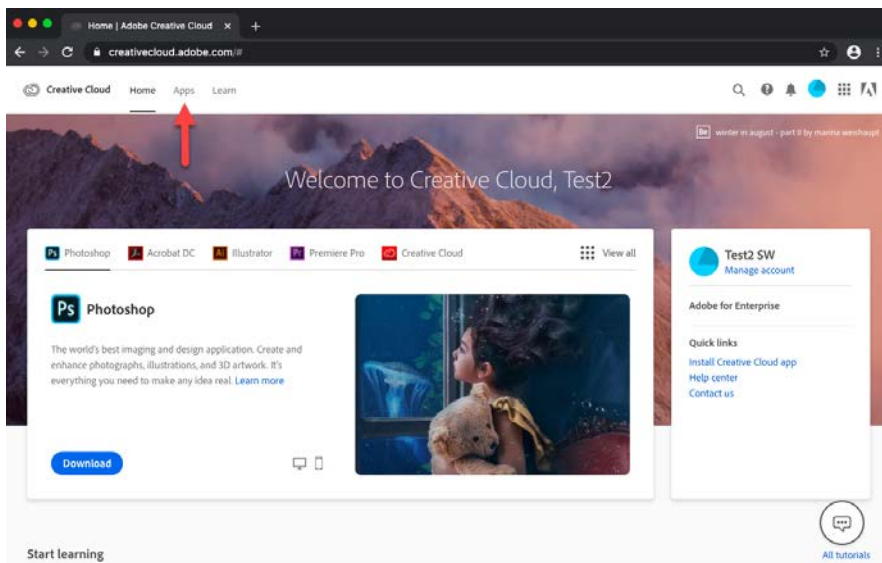 Home | Adobe Creative Cloud
creativecloud.adobe.com/#
Creative Cloud Home Apps Learn
Be winter in august - part II by marina weishaupt
Welcome to Creative Cloud, Test2
Ps Photoshop Acrobat DC Ai Illustrator Pr Premiere Pro Creative Cloud View all
Ps Photoshop
The world's best imaging and design application. Create and
enhance photographs, illustrations, and 3D artwork. It's
everything you need to make any idea real. Learn more
Download
Test2 SW
Manage account
Adobe for Enterprise
Quick links
Install Creative Cloud app
Help center
Contact us
Start learning
All tutorials